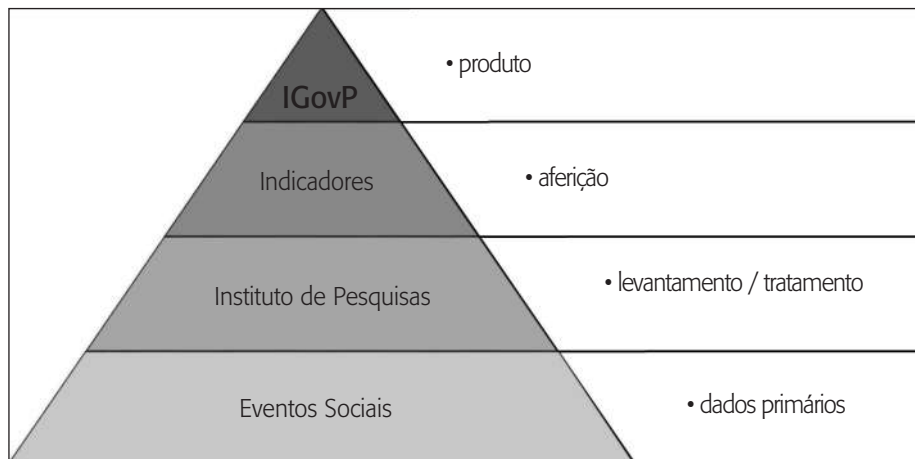 • produto
IGovP
Indicadores
• aferição
Instituto de Pesquisas
• levantamento / tratamento
Eventos Sociais
• dados primários